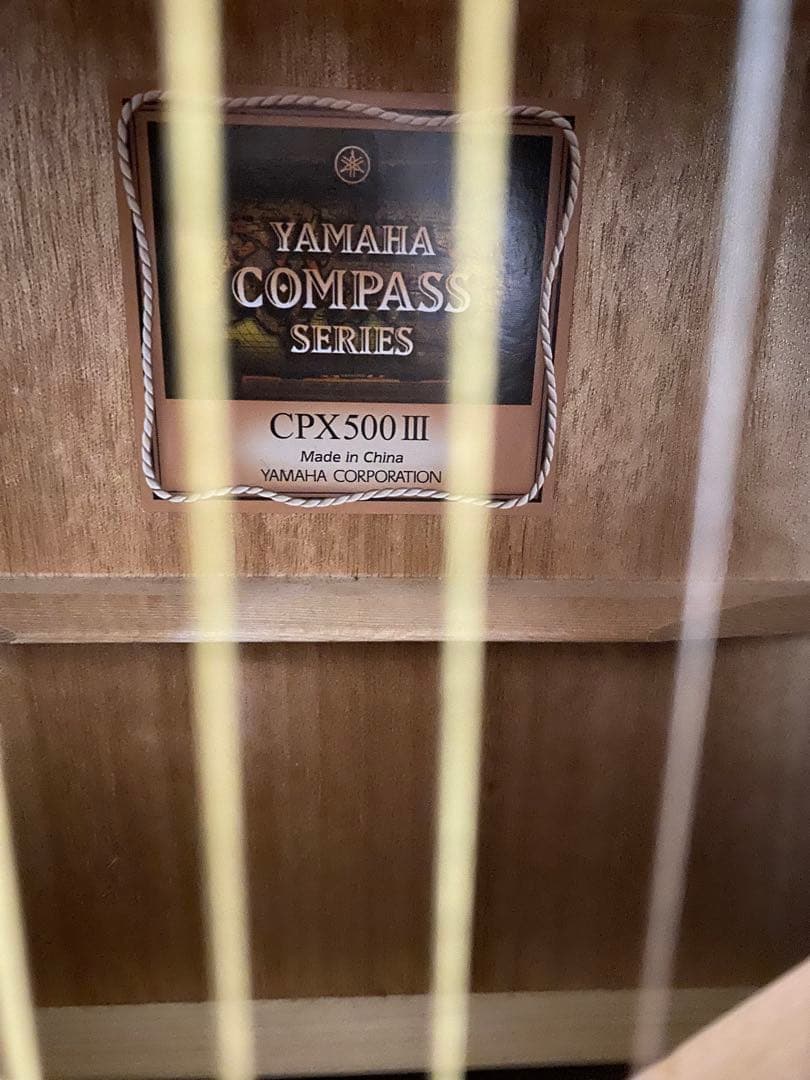 YAMAHA
COMPASS
SERIES
CPX500III
Made in China
YAMAHA CORPORATION